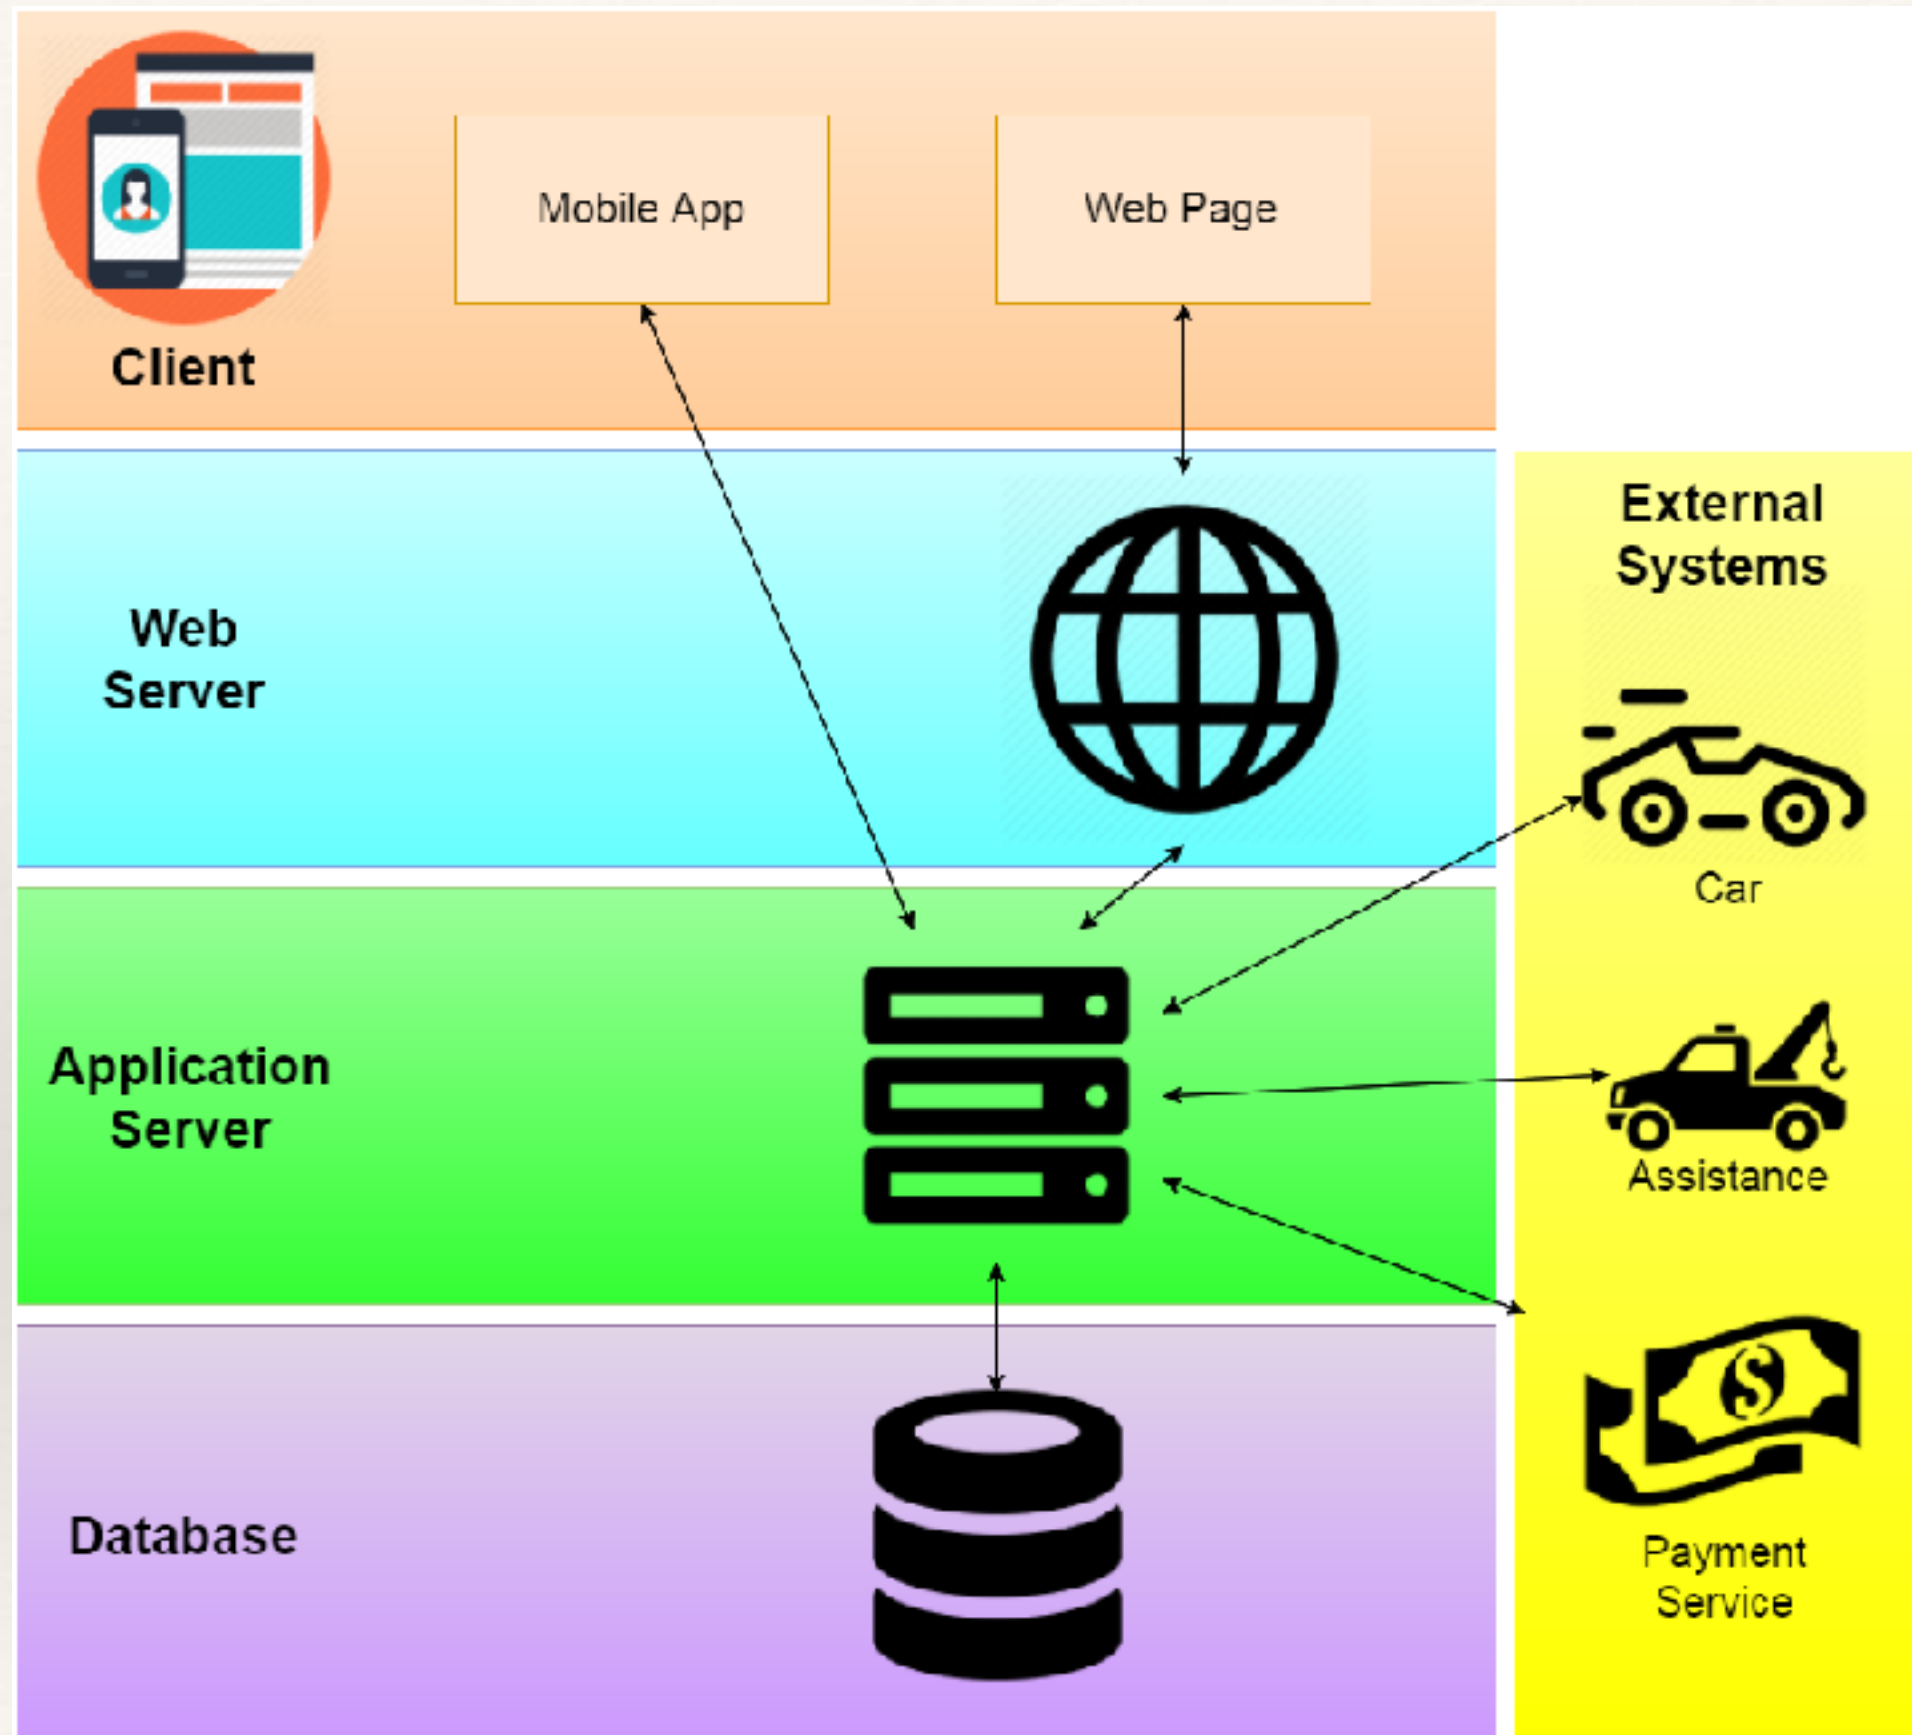 Mobile App
Web Page
Client
Web
Server
External
Systems
Car
Application
Server
Assistance
Database
Payment
Service